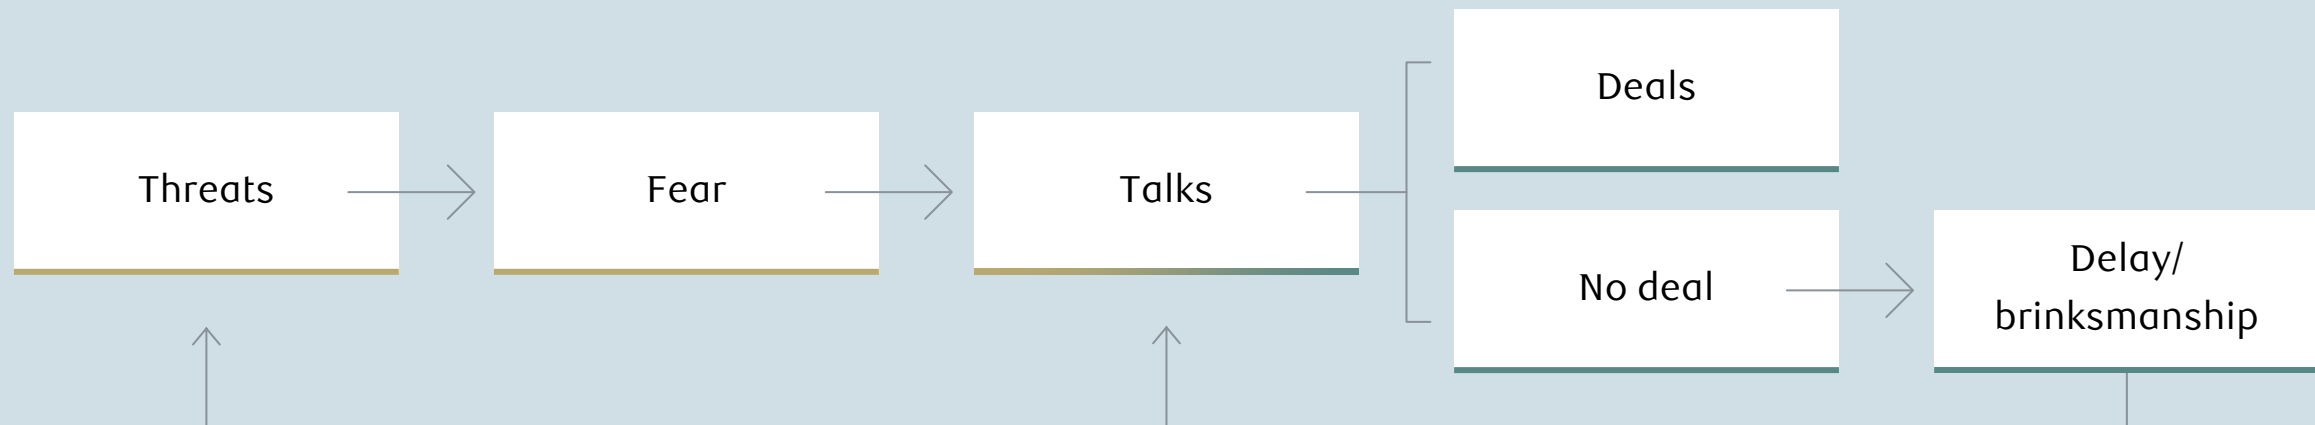 Threats
Fear
Talks
Deals
No deal
Delay/
brinksmanship